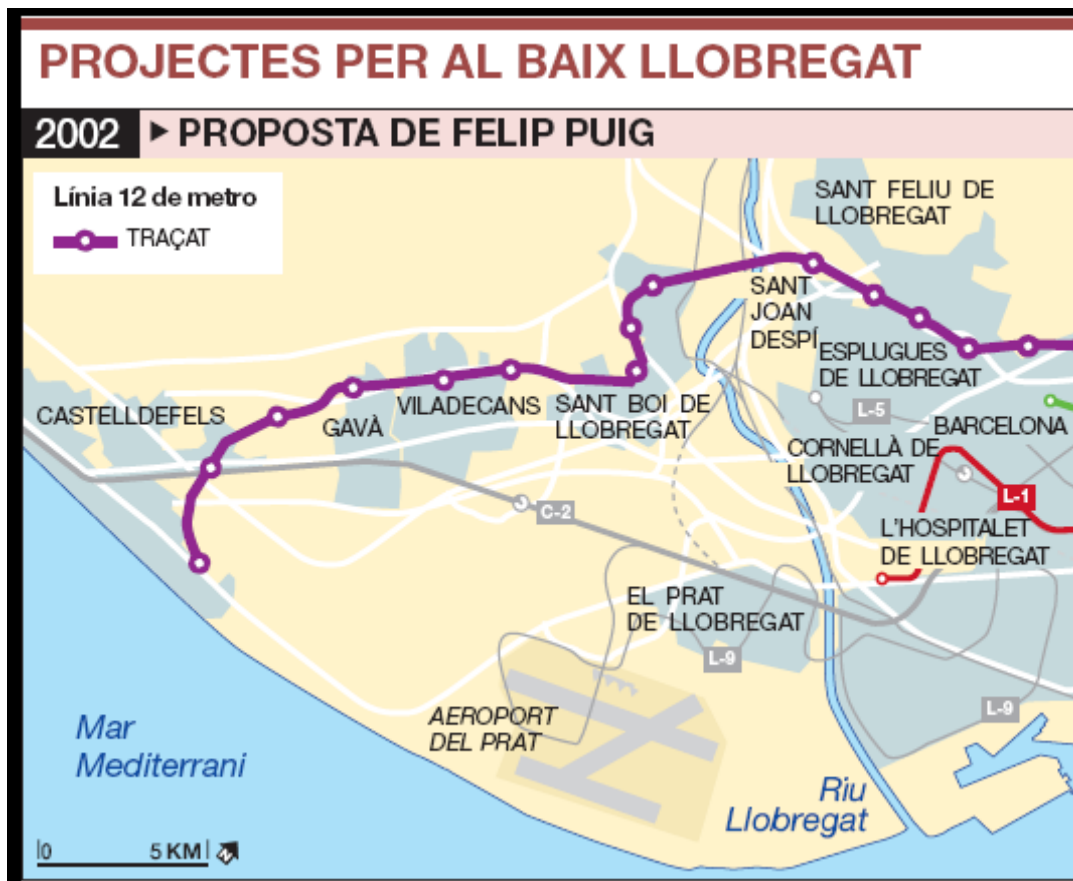 PROJECTES PER AL BAIX LLOBREGAT
2002 ▶ PROPOSTA DE FELIP PUIG
Línia 12 de metro
TRAÇAT
SANT FELIU DE
LLOBREGAT
SANT
JOAN
DESPÍ
ESPLUGUES
DE LLOBREGAT
CASTELLDEFELS
GAVÀ
VILADECANS
SANT BOI DE
LLOBREGAT
L-5
BARCELONA
CORNELLÀ DE
LLOBREGAT
L-1
C-2
L'HOSPITALET
DE LLOBREGAT
EL PRAT
DE LLOBREGAT
L-9
L-9
AEROPORT
DEL PRAT
Mar
Mediterrani
Riu
Llobregat
0 5 KM N